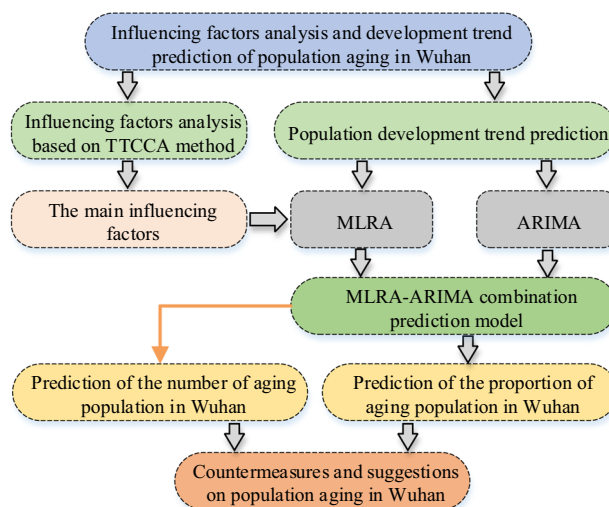 Influencing factors analysis and development trend
prediction of population aging in Wuhan
Influencing factors analysis
based on TTCCA method
Population development trend prediction
The main influencing
factors
MLRA
ARIMA
MLRA-ARIMA combination
prediction model
Prediction of the number of aging
population in Wuhan
Prediction of the proportion of
aging population in Wuhan
Countermeasures and suggestions
on population aging in Wuhan